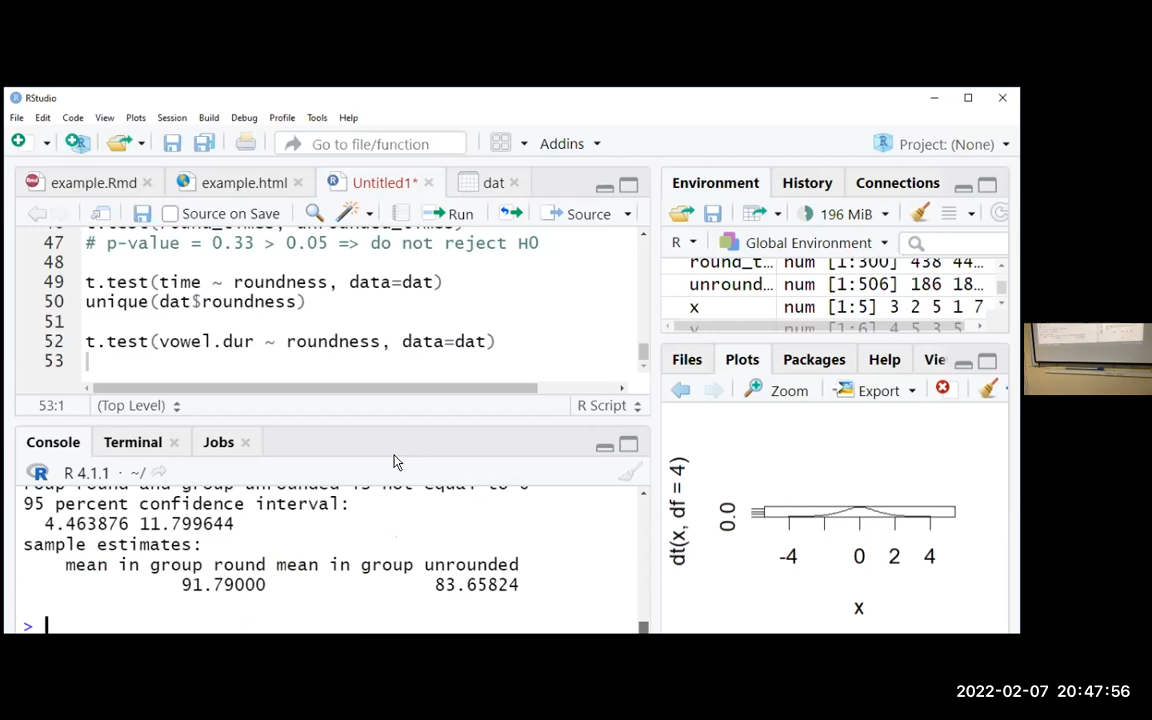 RStudio
File Edit Code View Plots Session Build Debug Profile Tools Help
Go to file/function Addins Project: (None)
example.Rmd example.html Untitled1* dat
Source on Save Run Source
47 # p-value = 0.33 > 0.05 => do not reject H0
48
49 t.test(time ~ roundness, data=dat)
50 unique(dat$roundness)
51
52 t.test(vowel.dur ~ roundness, data=dat)
53
53:1 (Top Level) R Script
Console Terminal Jobs
R 4.1.1 · ~/
95 percent confidence interval:
4.463876 11.799644
sample estimates:
mean in group round mean in group unrounded
91.79000 83.65824
>
Environment History Connections
196 MiB
R Global Environment
round_t… num [1:300] 438 44…
unround… num [1:506] 186 18…
x num [1:5] 3 2 5 1 7
Files Plots Packages Help Vie
Zoom Export
dt(x, df = 4)
0.0
-4 0 2 4
x
2022-02-07 20:47:56